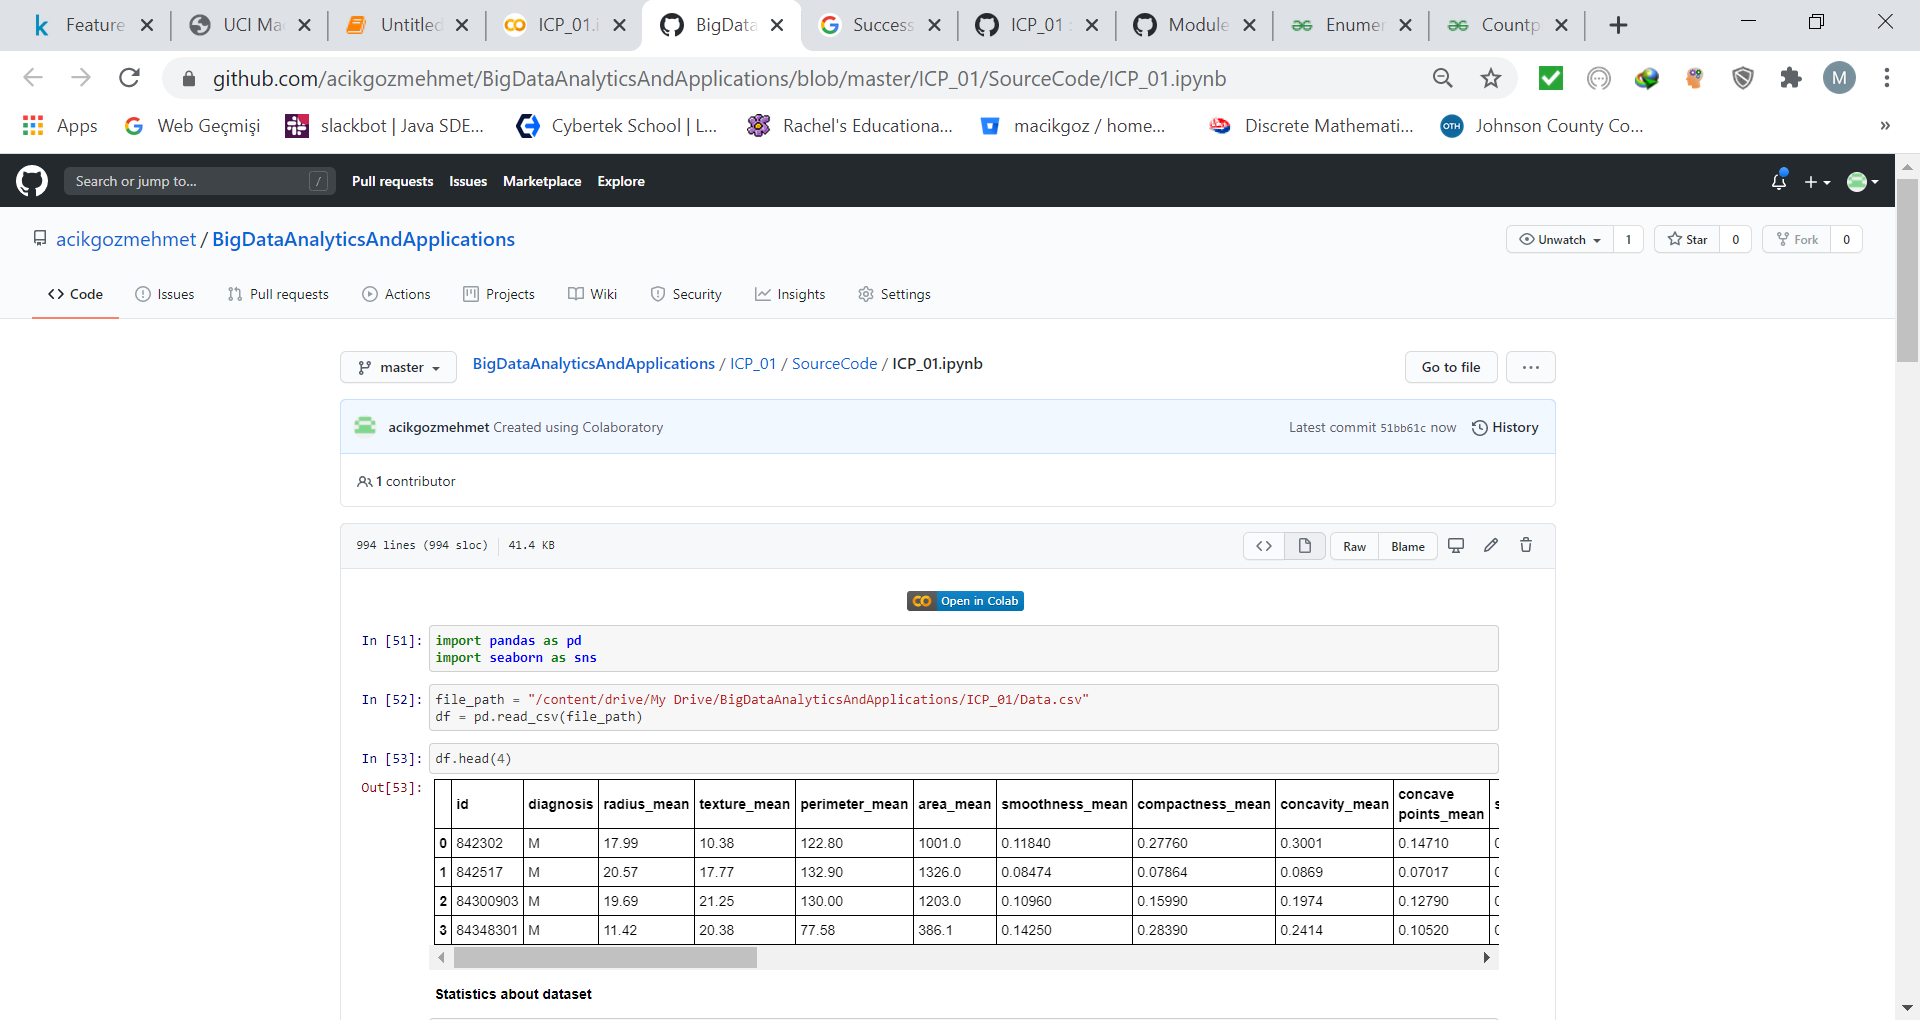 Feature
UCI Ma
Untitled
ICP_01.i
BigData
Success
ICP_01
Module
Enumer
Countp
github.com/acikgozmehmet/BigDataAnalyticsAndApplications/blob/master/ICP_01/SourceCode/ICP_01.ipynb
M
Apps
Web Geçmişi
slackbot | Java SDE...
Cybertek School | L...
Rachel's Educationa...
macikgoz / home...
Discrete Mathemati...
OTH
Johnson County Co...
»
Search or jump to...
/
Pull requests
Issues
Marketplace
Explore
acikgozmehmet / BigDataAnalyticsAndApplications
Unwatch 1
Star 0
Fork 0
Code
Issues
Pull requests
Actions
Projects
Wiki
Security
Insights
Settings
master
BigDataAnalyticsAndApplications / ICP_01 / SourceCode / ICP_01.ipynb
Go to file
...
acikgozmehmet Created using Colaboratory
Latest commit 51bb61c now
History
1 contributor
994 lines (994 sloc) | 41.4 KB
<>
Raw
Blame
Open in Colab
In [51]:
import pandas as pd
import seaborn as sns
In [52]:
file_path = "/content/drive/My Drive/BigDataAnalyticsAndApplications/ICP_01/Data.csv"
df = pd.read_csv(file_path)
In [53]:
df.head(4)
Out[53]:
id diagnosis radius_mean texture_mean perimeter_mean area_mean smoothness_mean compactness_mean concavity_mean concave points_mean s
0 842302 M 17.99 10.38 122.80 1001.0 0.11840 0.27760 0.3001 0.14710
1 842517 M 20.57 17.77 132.90 1326.0 0.08474 0.07864 0.0869 0.07017
2 84300903 M 19.69 21.25 130.00 1203.0 0.10960 0.15990 0.1974 0.12790
3 84348301 M 11.42 20.38 77.58 386.1 0.14250 0.28390 0.2414 0.10520
Statistics about dataset